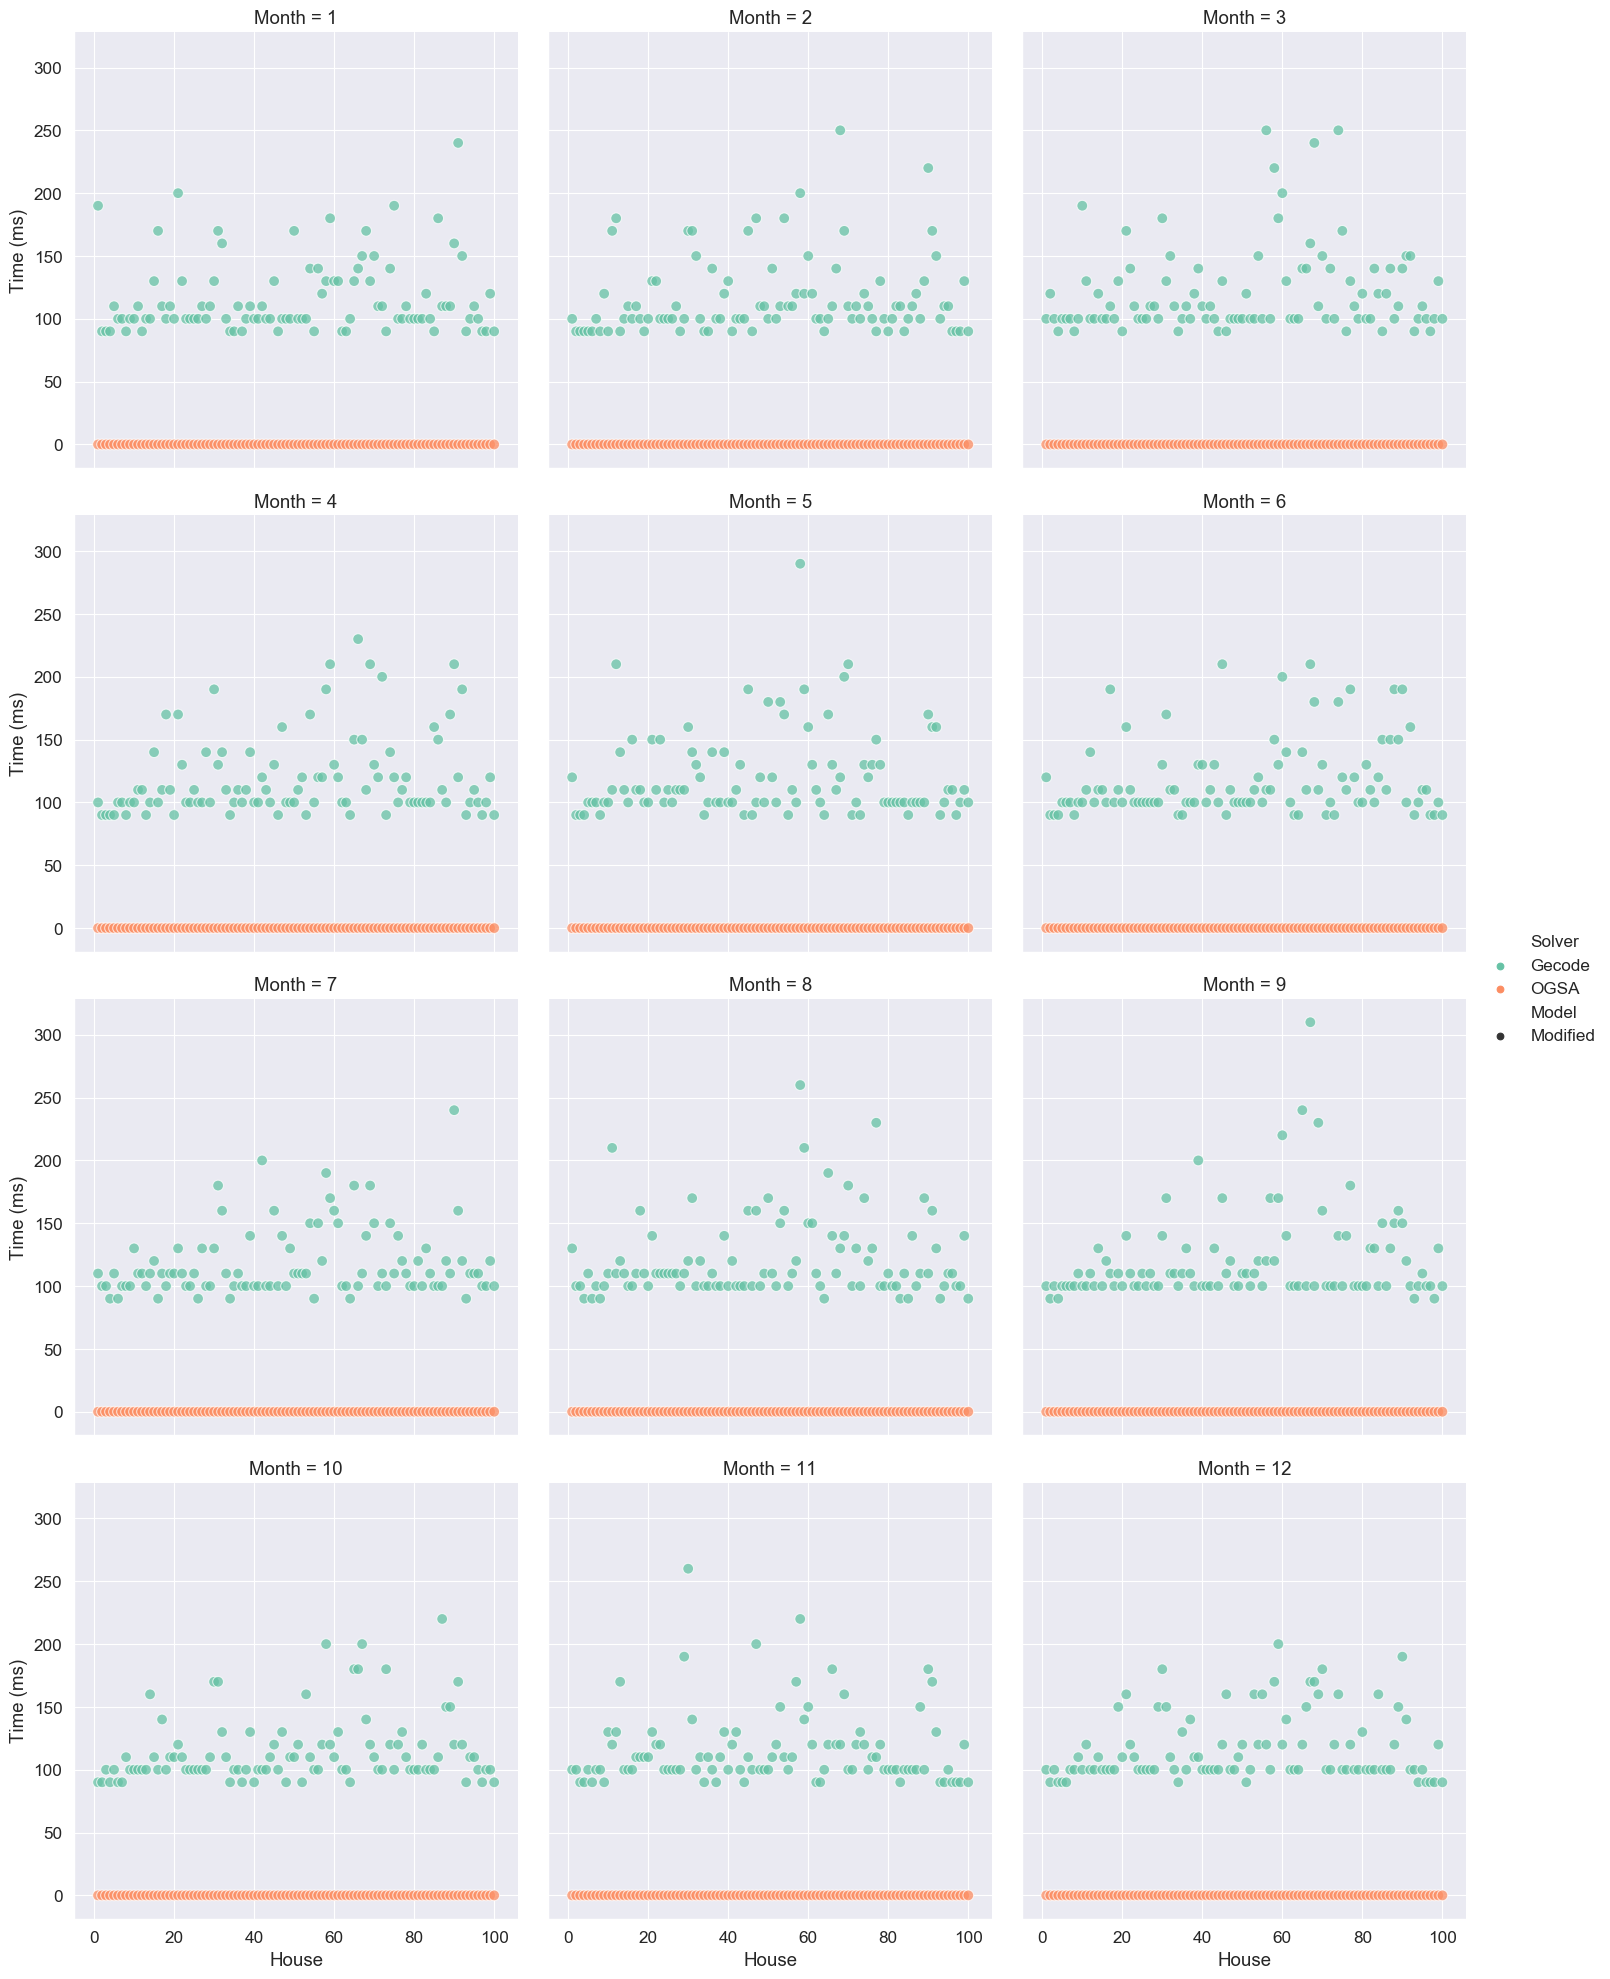 Month = 1
Month = 2
Month = 3
Time (ms)
300
250
200
150
100
50
0
Month = 4
Month = 5
Month = 6
Time (ms)
300
250
200
150
100
50
0
Solver
Gecode
OGSA
Model
Modified
Month = 7
Month = 8
Month = 9
Time (ms)
300
250
200
150
100
50
0
Month = 10
Month = 11
Month = 12
Time (ms)
300
250
200
150
100
50
0
0 20 40 60 80 100
0 20 40 60 80 100
0 20 40 60 80 100
House
House
House